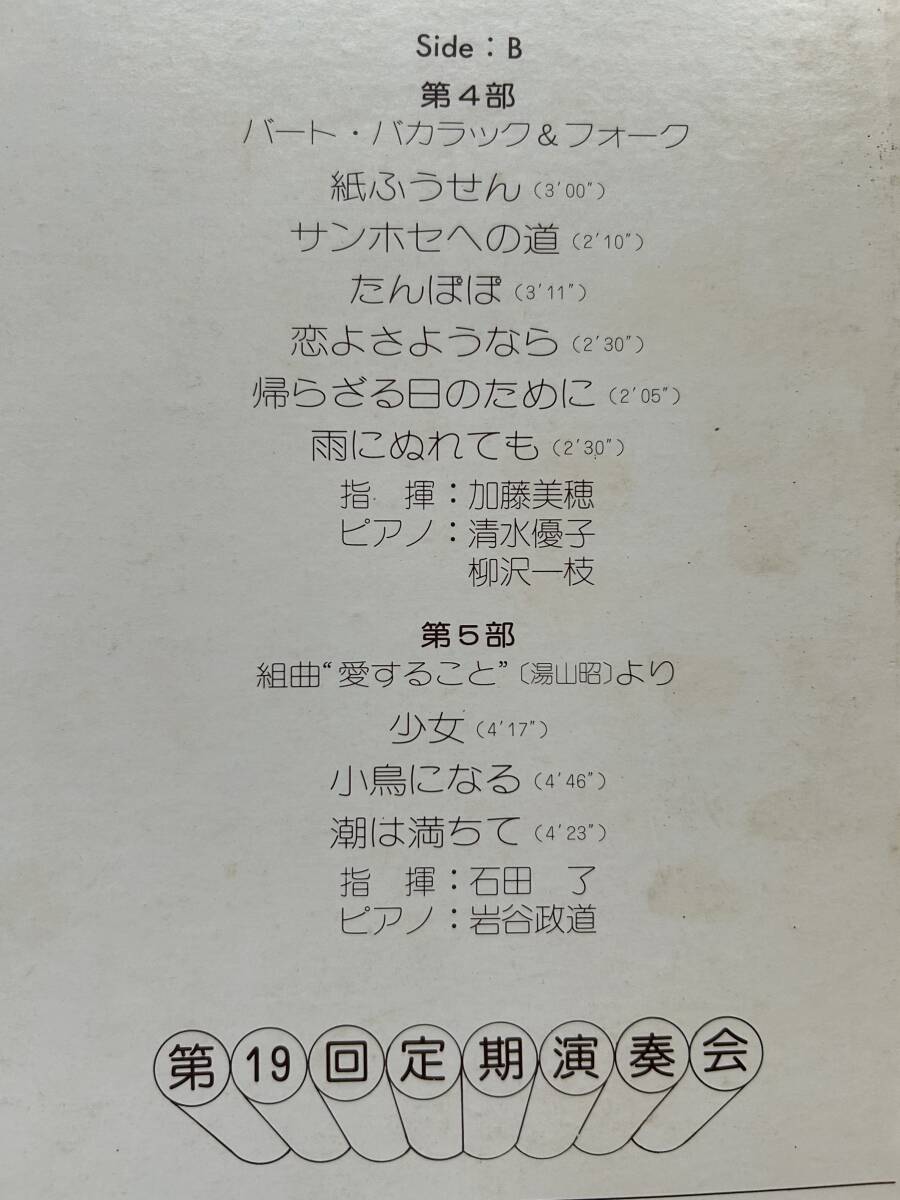 Side：B
第4部
バート・バカラック＆フォーク
紙ふうせん（3′00″）
サンホセへの道（2′10″）
たんぽぽ（3′11″）
恋よさようなら（2′30″）
帰らざる日のために（2′05″）
雨にぬれても（2′30″）
指　揮：加藤美穂
ピアノ：清水優子
柳沢一枝
第5部
組曲“愛すること”〔湯山昭〕より
少女（4′17″）
小鳥になる（4′46″）
潮は満ちて（4′23″）
指　揮：石田　了
ピアノ：岩谷政道
第19回定期演奏会